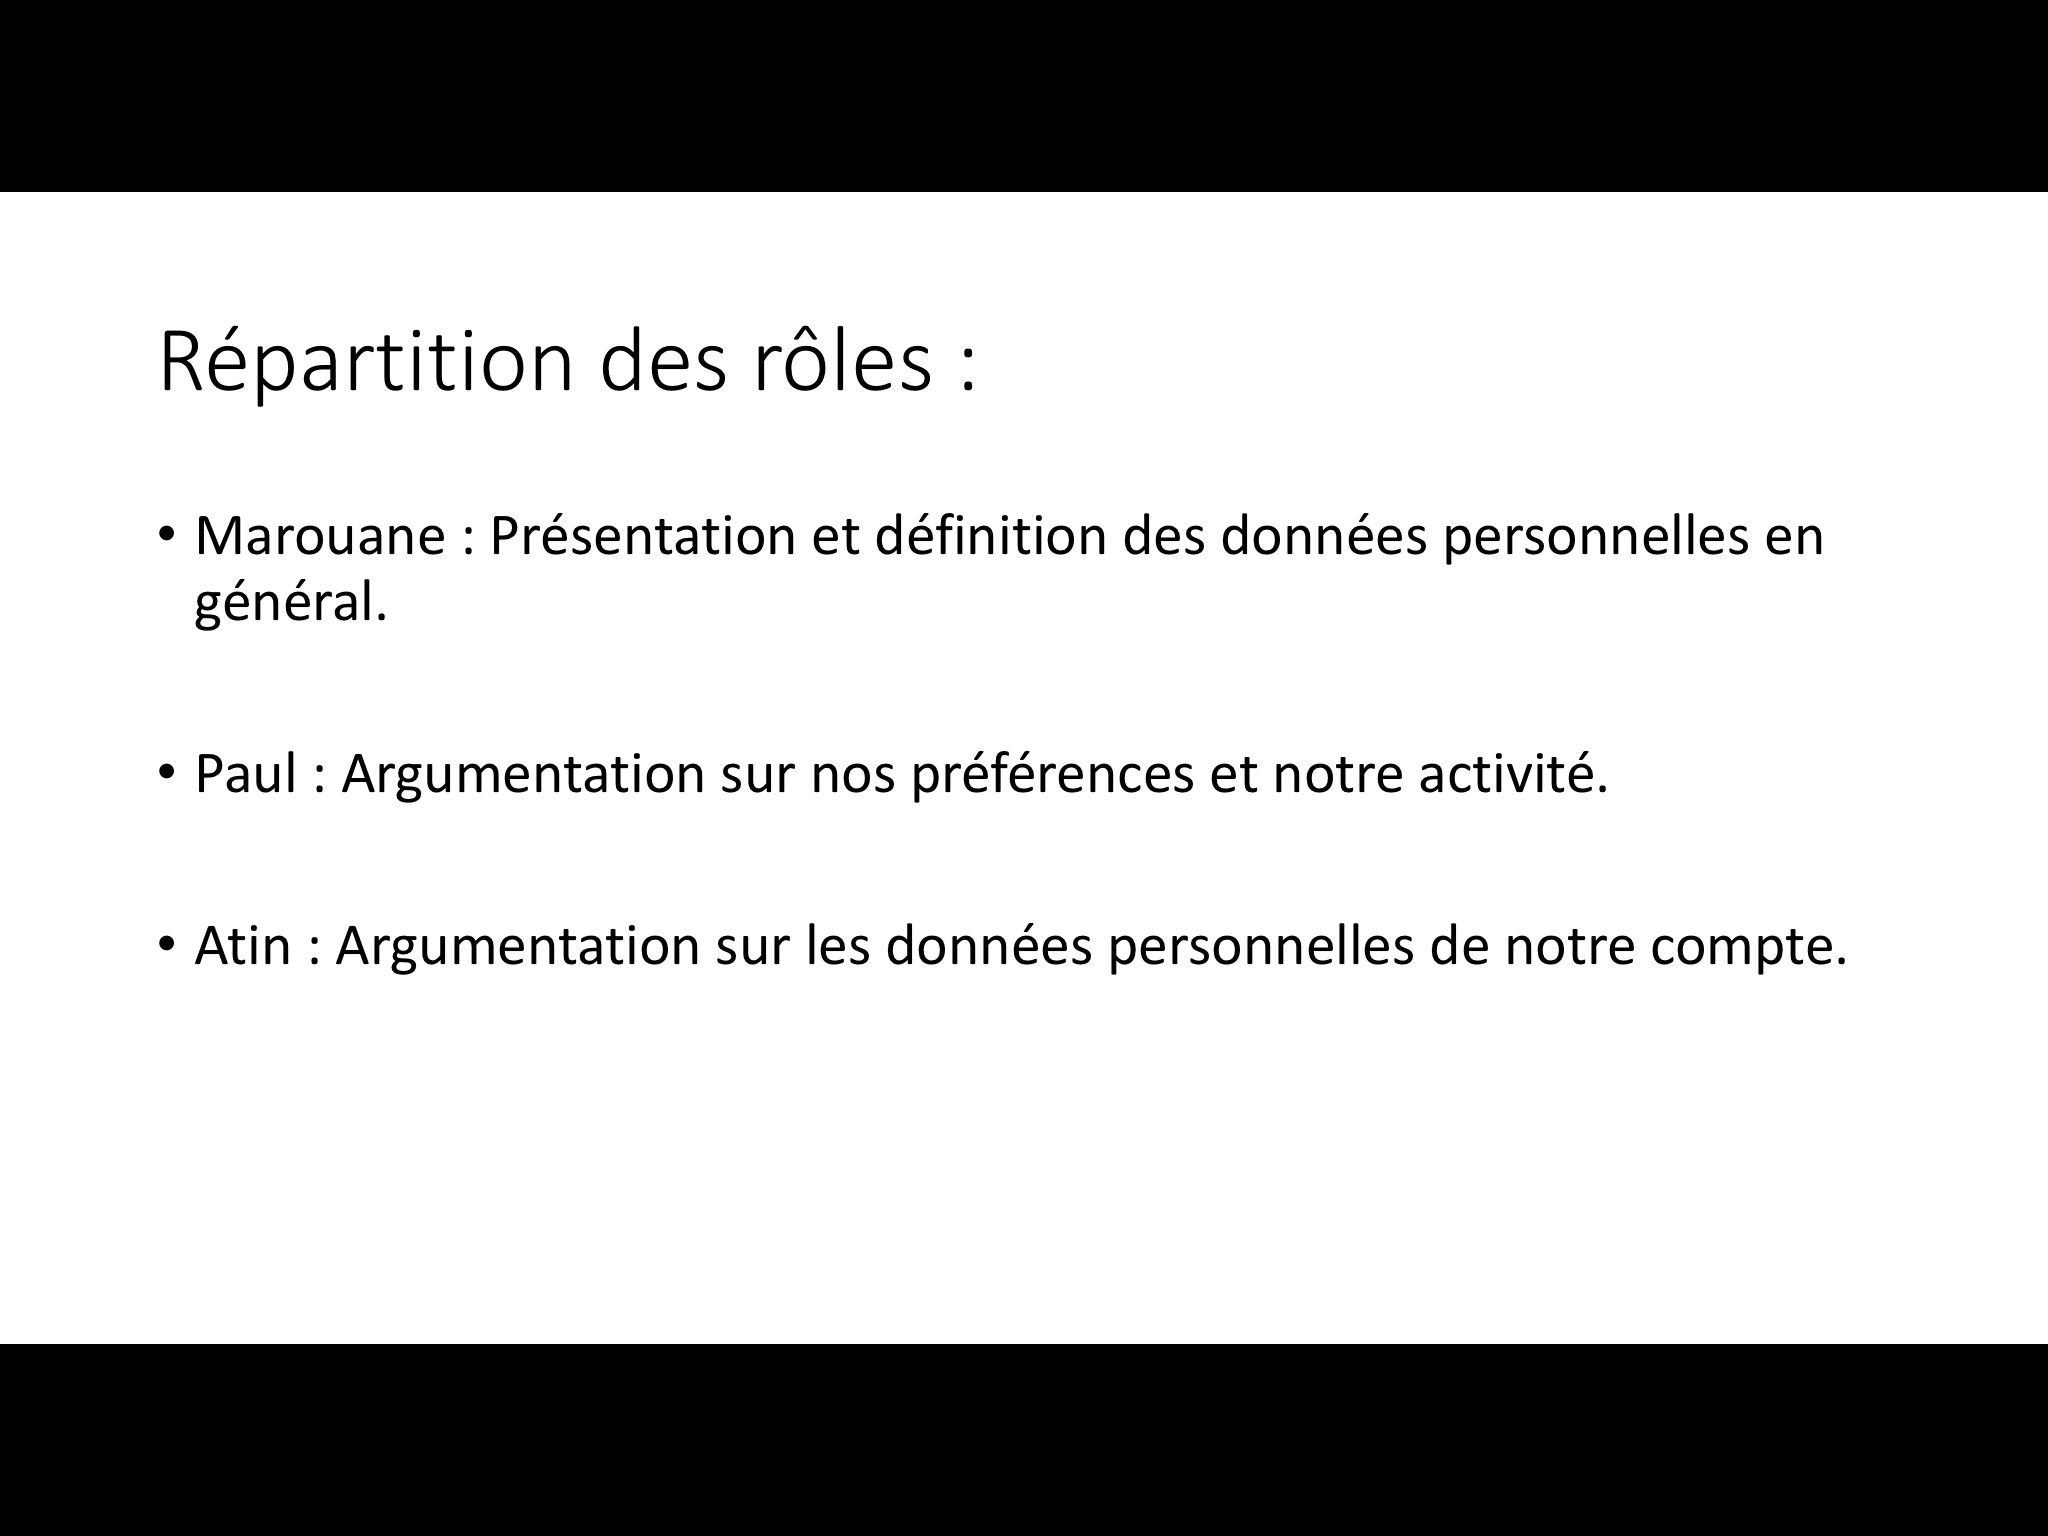 Répartition des rôles :
• Marouane : Présentation et définition des données personnelles en
général.
• Paul : Argumentation sur nos préférences et notre activité.
• Atin : Argumentation sur les données personnelles de notre compte.